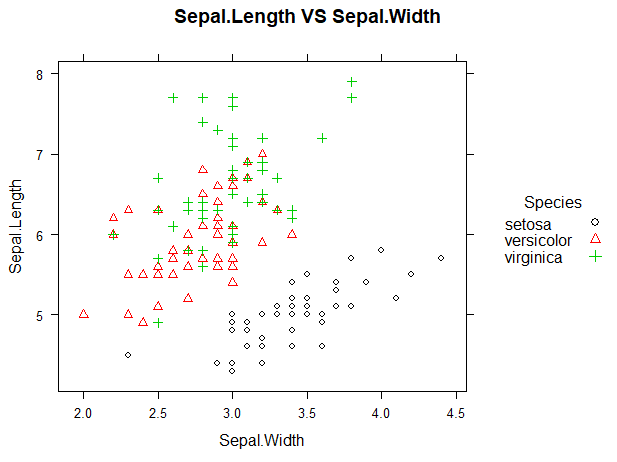 Sepal.Length VS Sepal.Width
8
7
6
5
Sepal.Length
2.0 2.5 3.0 3.5 4.0 4.5
Sepal.Width
Species
setosa
versicolor
virginica